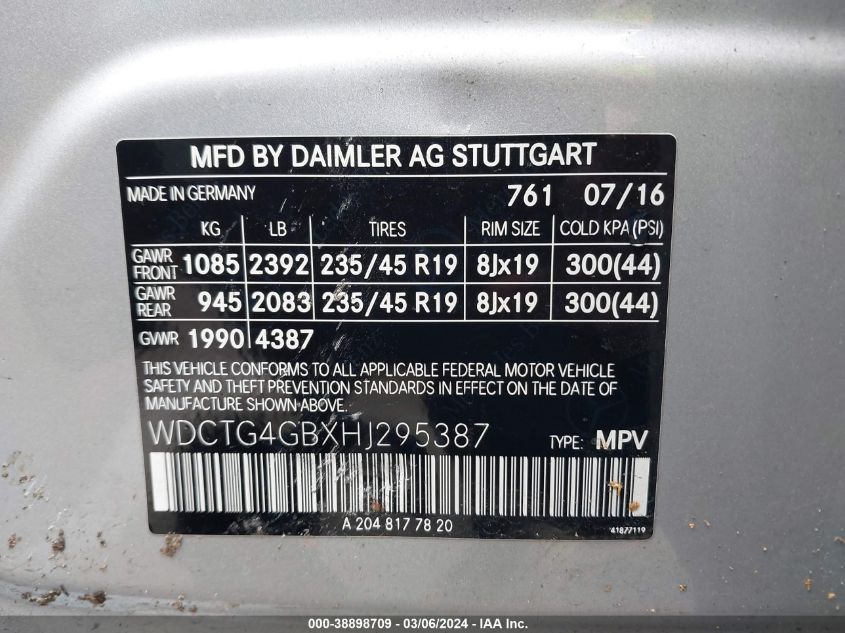 MFD BY DAIMLER AG STUTTGART
MADE IN GERMANY 761 07/16
KG LB TIRES RIM SIZE COLD KPA (PSI)
GAWR FRONT 1085 2392 235/45 R19 8Jx19 300(44)
GAWR REAR 945 2083 235/45 R19 8Jx19 300(44)
GVWR 1990 4387
THIS VEHICLE CONFORMS TO ALL APPLICABLE FEDERAL MOTOR VEHICLE
SAFETY AND THEFT PREVENTION STANDARDS IN EFFECT ON THE DATE OF
MANUFACTURE SHOWN ABOVE.
WDCTG4GBXHJ295387 TYPE: MPV
A 204 817 78 20 41877119
000-38898709 — 03/06/2024 — IAA Inc.